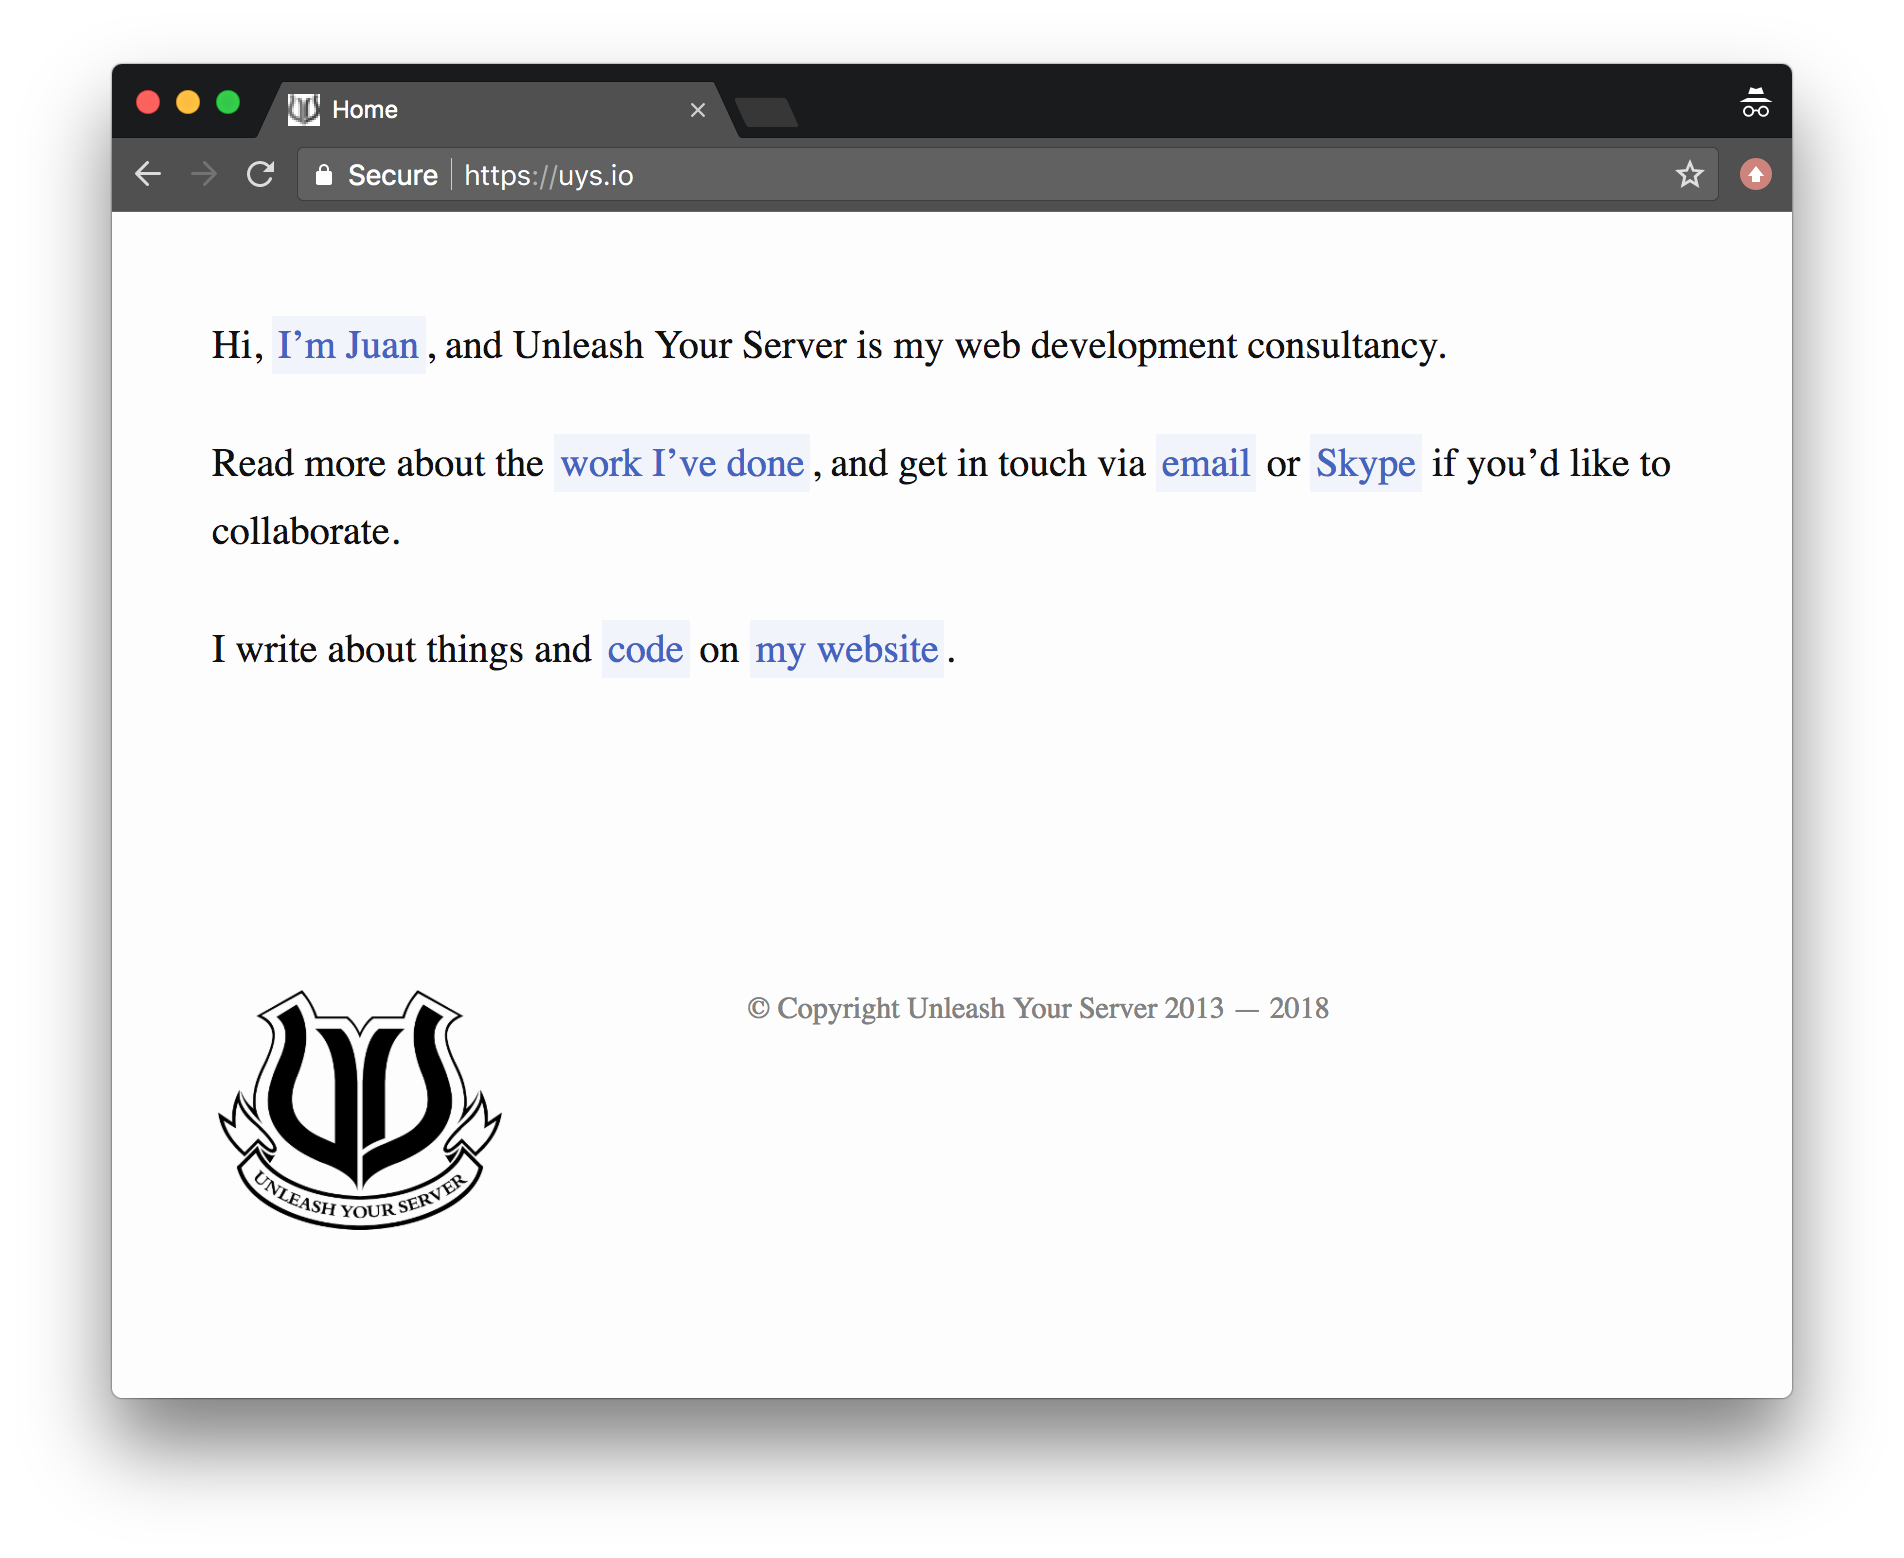 Home
Secure https://uys.io
Hi, I’m Juan, and Unleash Your Server is my web development consultancy.
Read more about the work I’ve done, and get in touch via email or Skype if you’d like to
collaborate.
I write about things and code on my website.
© Copyright Unleash Your Server 2013 — 2018
UNLEASH YOUR SERVER